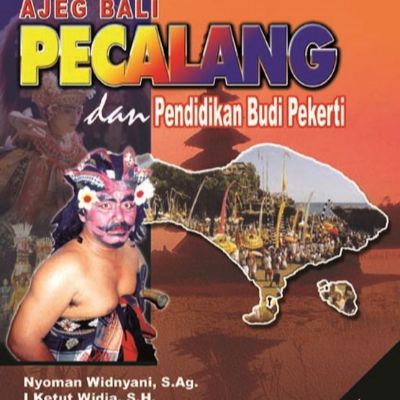 AJEG BALI
PECALANG
dan Pendidikan Budi Pekerti
Nyoman Widnyani, S.Ag.
I Ketut Widia, S.H.